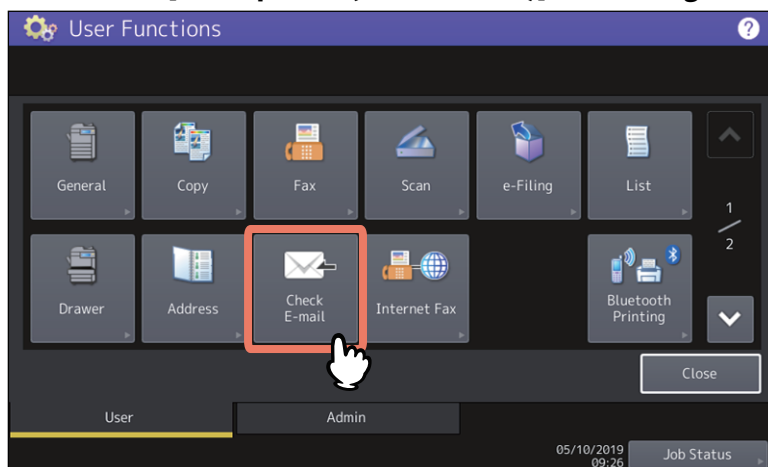 User Functions
?
General
Copy
Fax
Scan
e-Filing
List
1
2
Drawer
Address
Check
E-mail
Internet Fax
Bluetooth
Printing
Close
User
Admin
05/10/2019
09:26
Job Status